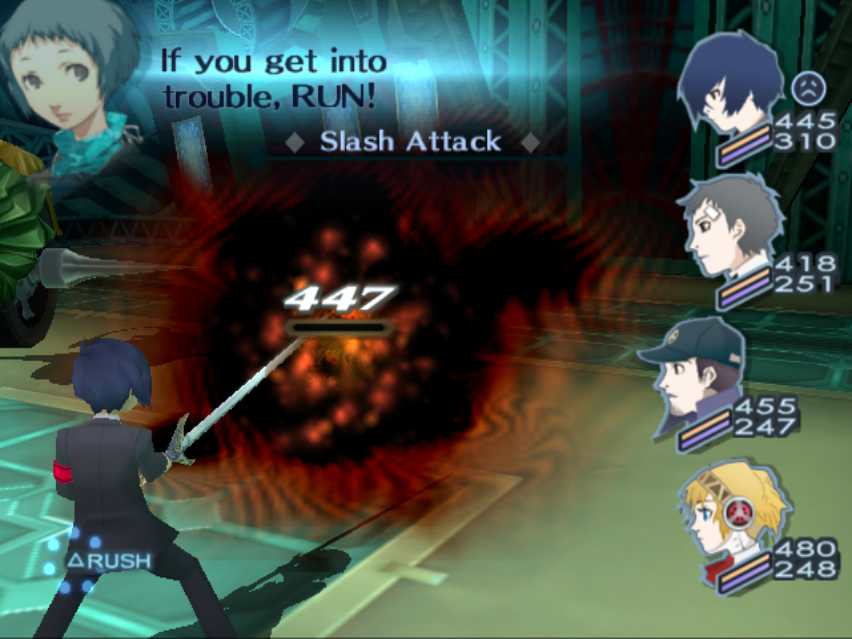 If you get into
trouble, RUN!
Slash Attack
445
310
418
251
447
455
247
480
248
△RUSH